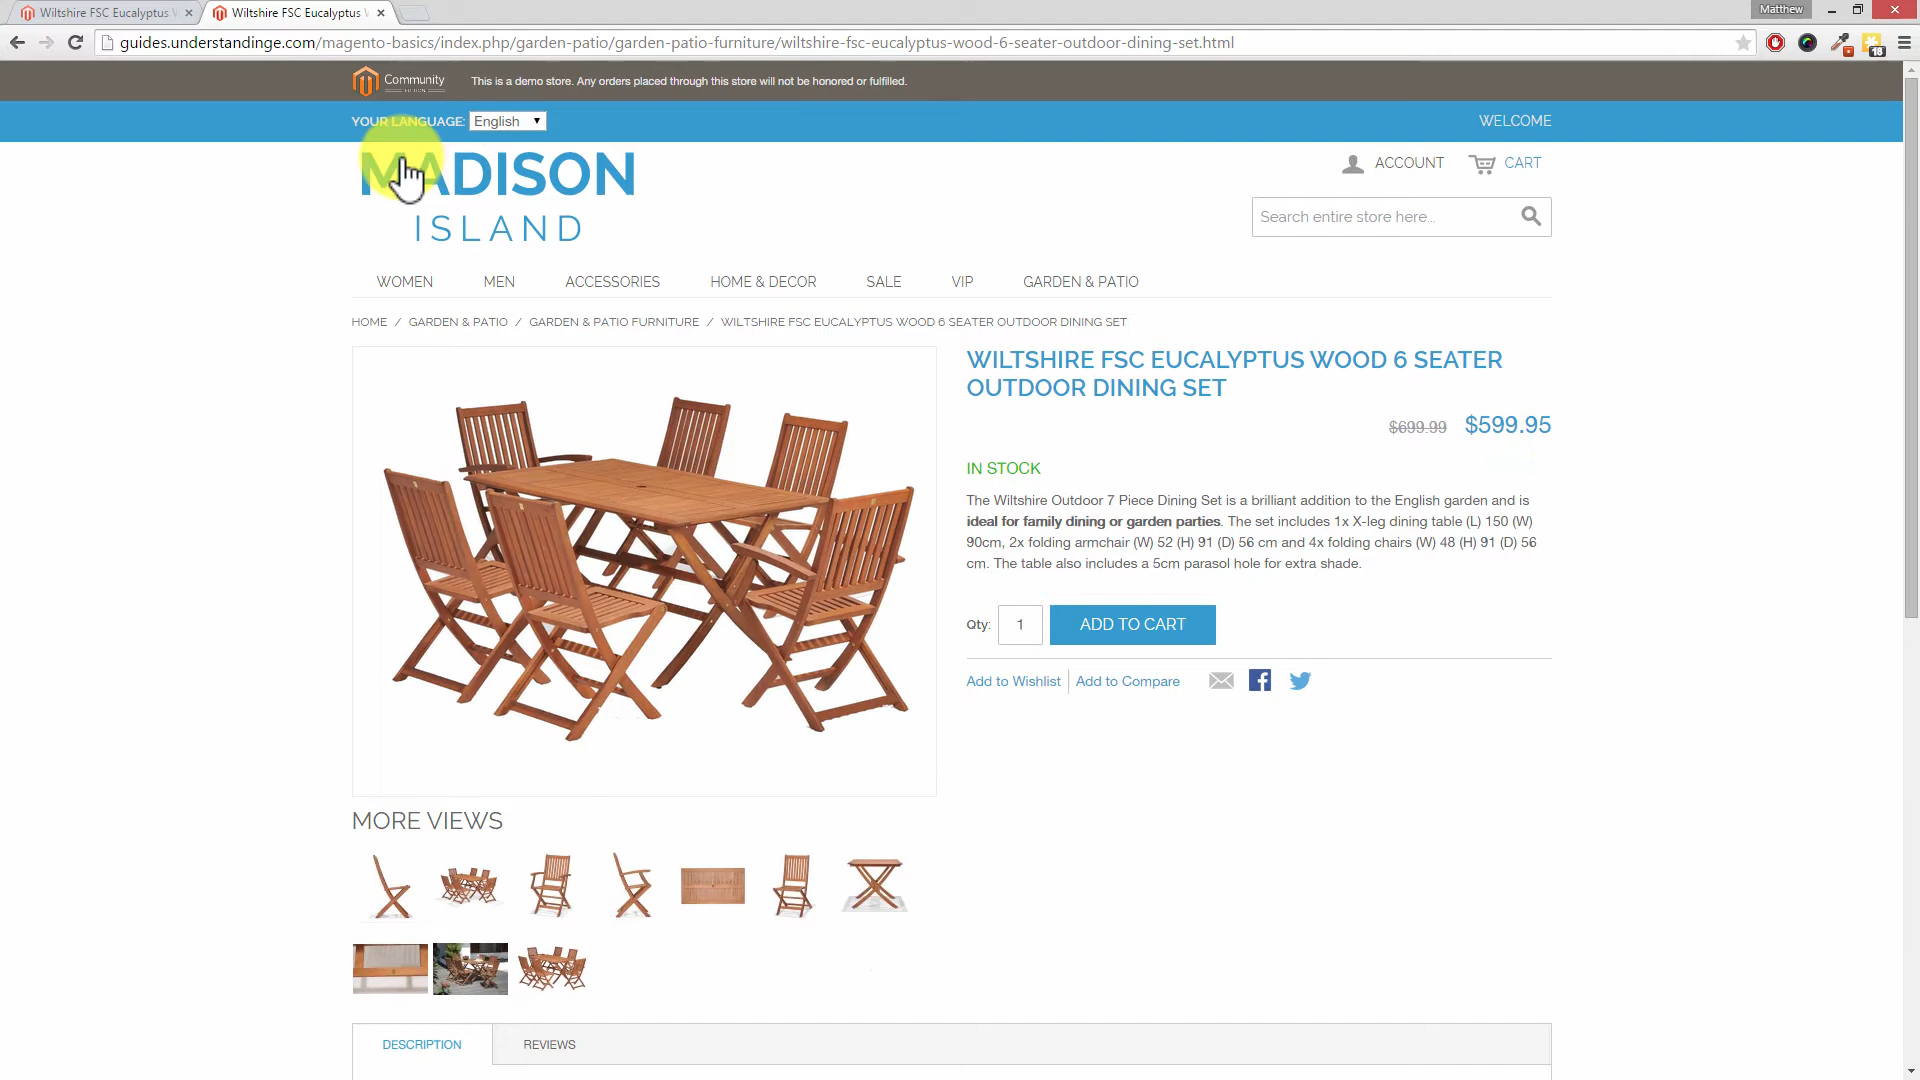 Wiltshire FSC Eucalyptus
Wiltshire FSC Eucalyptus
Matthew
guides.understandinge.com/magento-basics/index.php/garden-patio/garden-patio-furniture/wiltshire-fsc-eucalyptus-wood-6-seater-outdoor-dining-set.html
18
Community
This is a demo store. Any orders placed through this store will not be honored or fulfilled.
YOUR LANGUAGE: English
WELCOME
MADISON
ISLAND
ACCOUNT
CART
Search entire store here...
WOMEN
MEN
ACCESSORIES
HOME & DECOR
SALE
VIP
GARDEN & PATIO
HOME / GARDEN & PATIO / GARDEN & PATIO FURNITURE / WILTSHIRE FSC EUCALYPTUS WOOD 6 SEATER OUTDOOR DINING SET
WILTSHIRE FSC EUCALYPTUS WOOD 6 SEATER
OUTDOOR DINING SET
$699.99 $599.95
IN STOCK
The Wiltshire Outdoor 7 Piece Dining Set is a brilliant addition to the English garden and is
ideal for family dining or garden parties. The set includes 1x X-leg dining table (L) 150 (W)
90cm, 2x folding armchair (W) 52 (H) 91 (D) 56 cm and 4x folding chairs (W) 48 (H) 91 (D) 56
cm. The table also includes a 5cm parasol hole for extra shade.
Qty: 1 ADD TO CART
Add to Wishlist
Add to Compare
MORE VIEWS
DESCRIPTION
REVIEWS